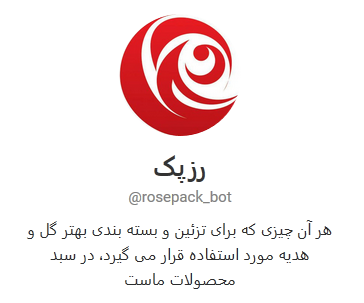 رزپک
@rosepack_bot
هر آن چیزی که برای تزئین و بسته بندی بهتر گل و
هدیه مورد استفاده قرار می گیرد، در سبد
محصولات ماست